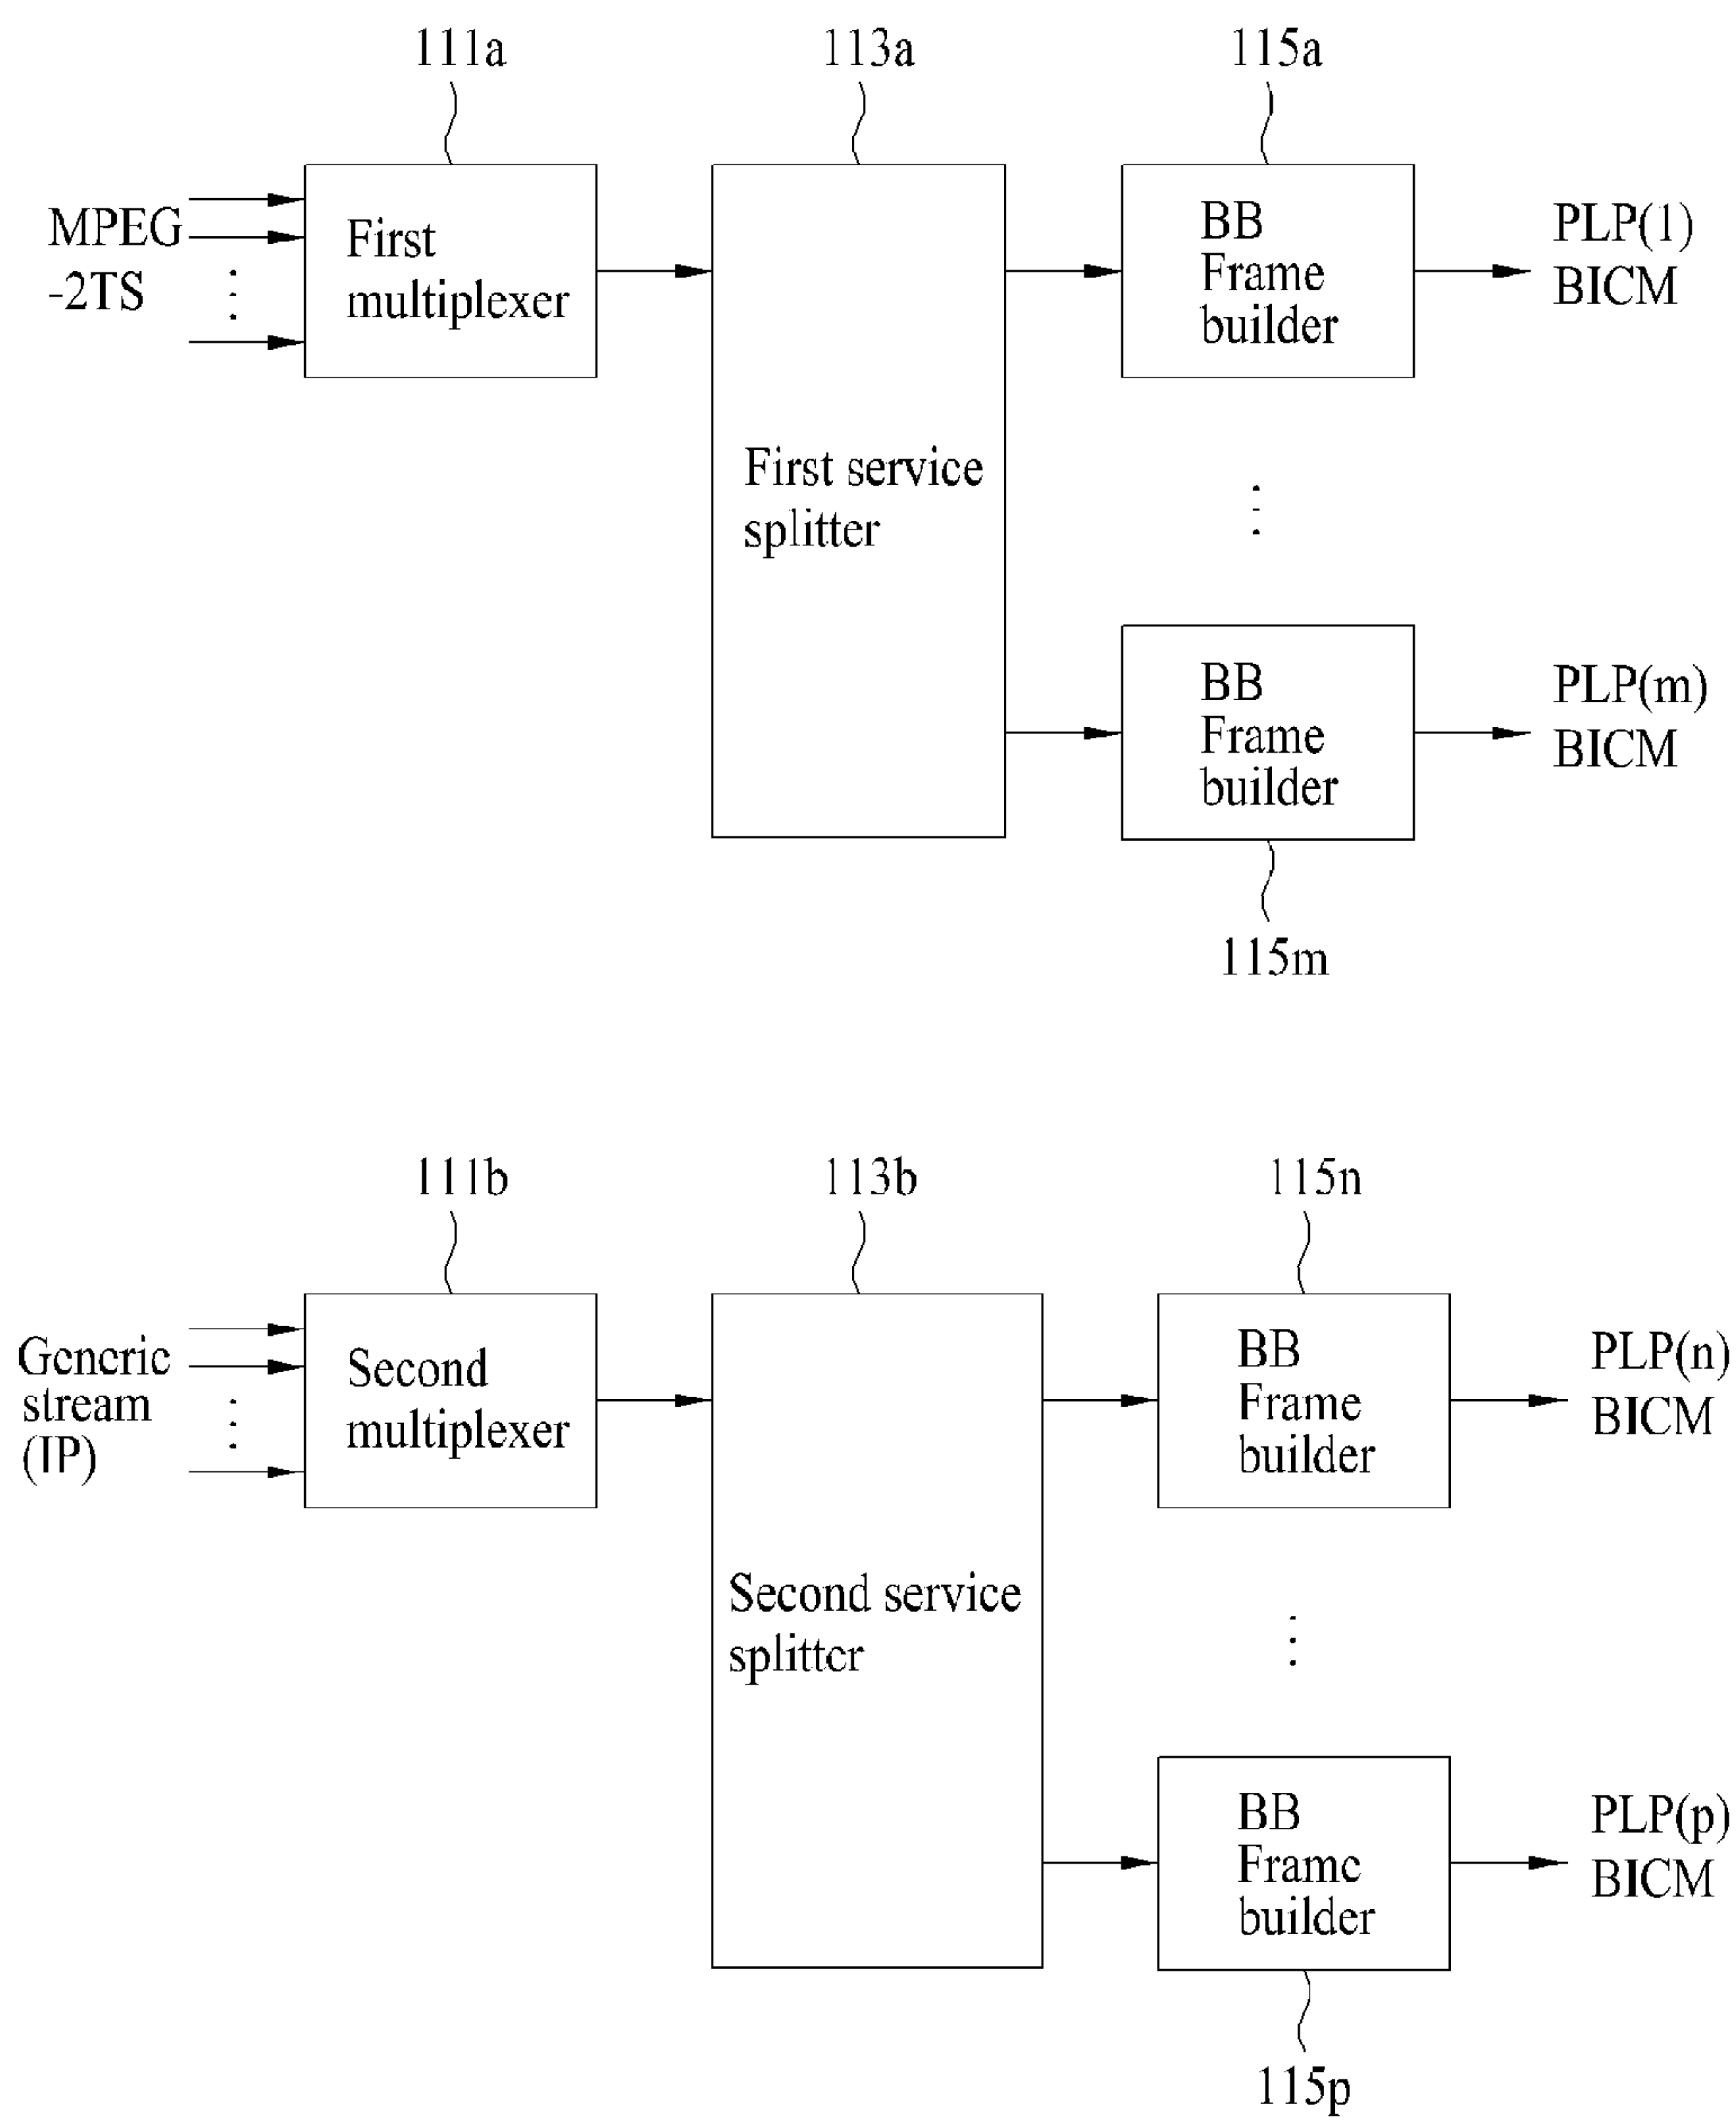 111a
113a
115a
MPEG
-2TS
First
multiplexer
First service
splitter
BB
Frame
builder
PLP(1)
BICM
BB
Frame
builder
PLP(m)
BICM
115m
111b
113b
115n
Generic
stream
(IP)
Second
multiplexer
Second service
splitter
BB
Frame
builder
PLP(n)
BICM
BB
Frame
builder
PLP(p)
BICM
115p